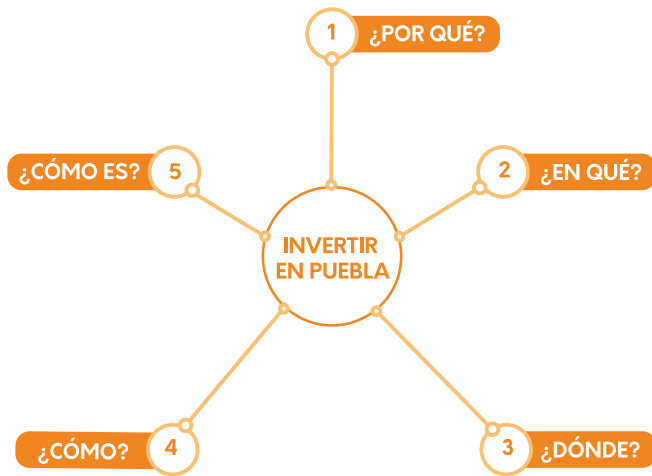 1 ¿POR QUÉ?
¿CÓMO ES? 5
2 ¿EN QUÉ?
INVERTIR
EN PUEBLA
¿CÓMO? 4
3 ¿DÓNDE?